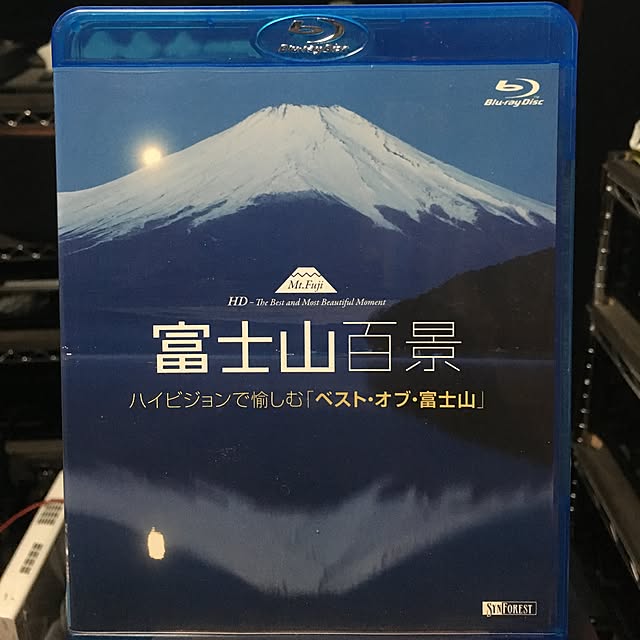 Blu-ray Disc
Blu-ray Disc
Mt.Fuji
HD – The Best and Most Beautiful Moment
富士山百景
ハイビジョンで愉しむ「ベスト・オブ・富士山」
SYNFOREST